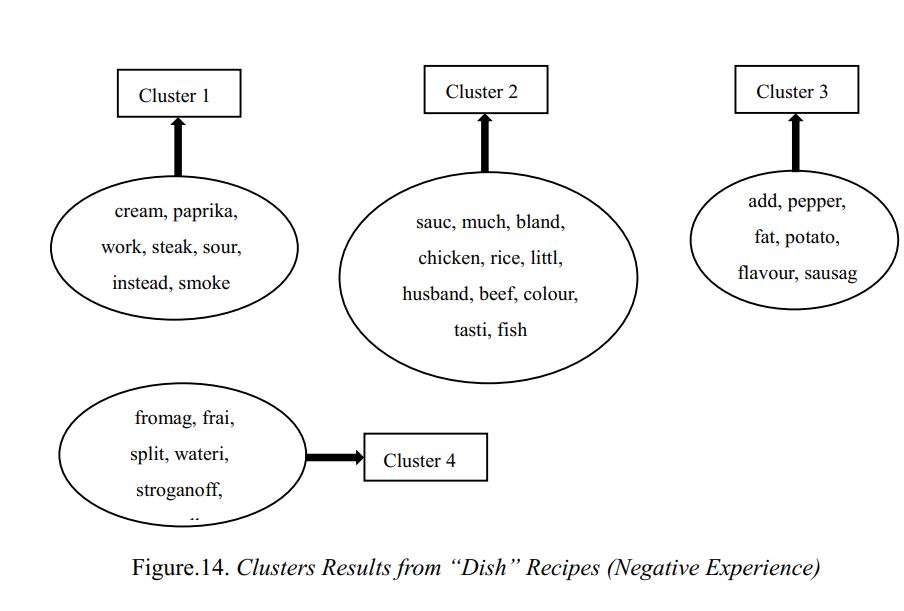 Cluster 1
cream, paprika,
work, steak, sour,
instead, smoke
Cluster 2
sauc, much, bland,
chicken, rice, littl,
husband, beef, colour,
tasti, fish
Cluster 3
add, pepper,
fat, potato,
flavour, sausag
fromag, frai,
split, wateri,
stroganoff,
Cluster 4
Figure.14. Clusters Results from “Dish” Recipes (Negative Experience)